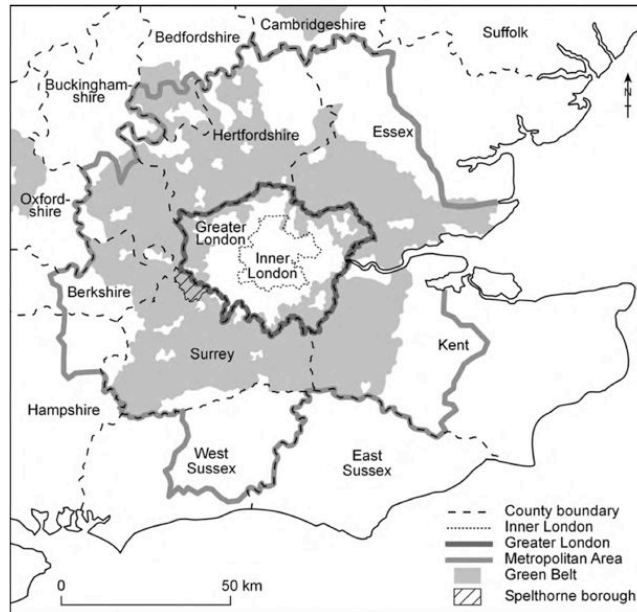 Cambridgeshire
Bedfordshire
Suffolk
Buckingham-
shire
N
Hertfordshire
Essex
Oxford-
shire
Greater
London
Inner
London
Berkshire
Surrey
Kent
Hampshire
West
Sussex
East
Sussex
County boundary
Inner London
Greater London
Metropolitan Area
Green Belt
Spelthorne borough
0
50 km